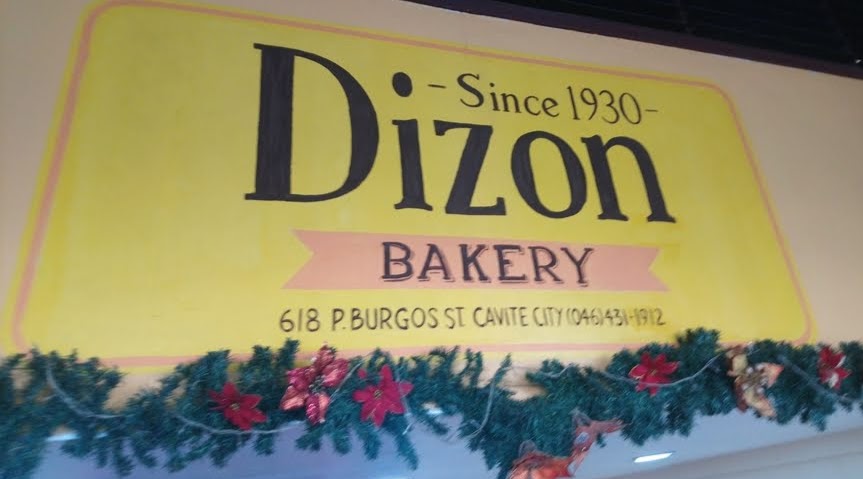 - Since 1930-
Dizon
BAKERY
618 P. BURGOS ST CAVITE CITY (046) 431-1912